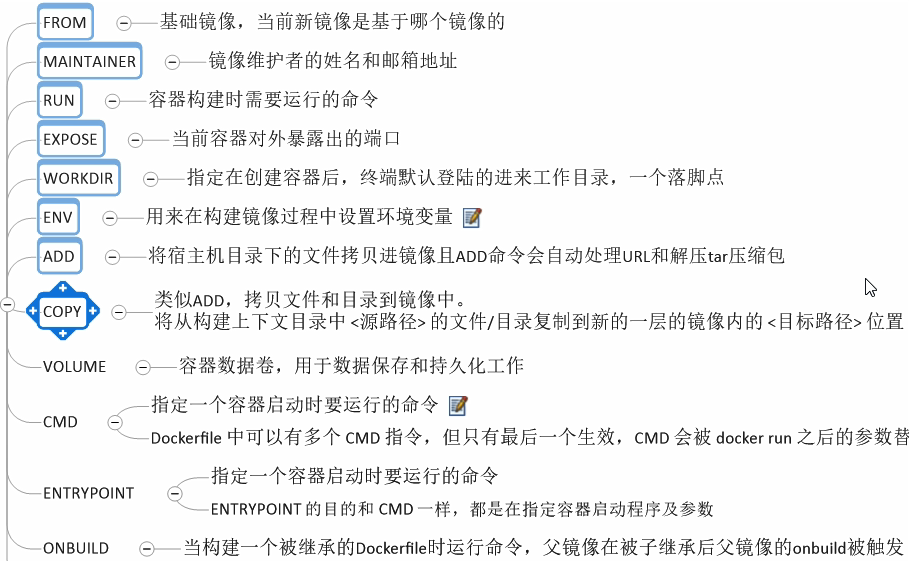 FROM 基础镜像，当前新镜像是基于哪个镜像的
MAINTAINER 镜像维护者的姓名和邮箱地址
RUN 容器构建时需要运行的命令
EXPOSE 当前容器对外暴露出的端口
WORKDIR 指定在创建容器后，终端默认登陆的进来工作目录，一个落脚点
ENV 用来在构建镜像过程中设置环境变量
ADD 将宿主机目录下的文件拷贝进镜像且ADD命令会自动处理URL和解压tar压缩包
COPY 类似ADD，拷贝文件和目录到镜像中。
将从构建上下文目录中 <源路径> 的文件/目录复制到新的一层的镜像内的 <目标路径> 位置
VOLUME 容器数据卷，用于数据保存和持久化工作
CMD 指定一个容器启动时要运行的命令
Dockerfile 中可以有多个 CMD 指令，但只有最后一个生效，CMD 会被 docker run 之后的参数替
ENTRYPOINT 指定一个容器启动时要运行的命令
ENTRYPOINT 的目的和 CMD 一样，都是在指定容器启动程序及参数
ONBUILD 当构建一个被继承的Dockerfile时运行命令，父镜像在被子继承后父镜像的onbuild被触发